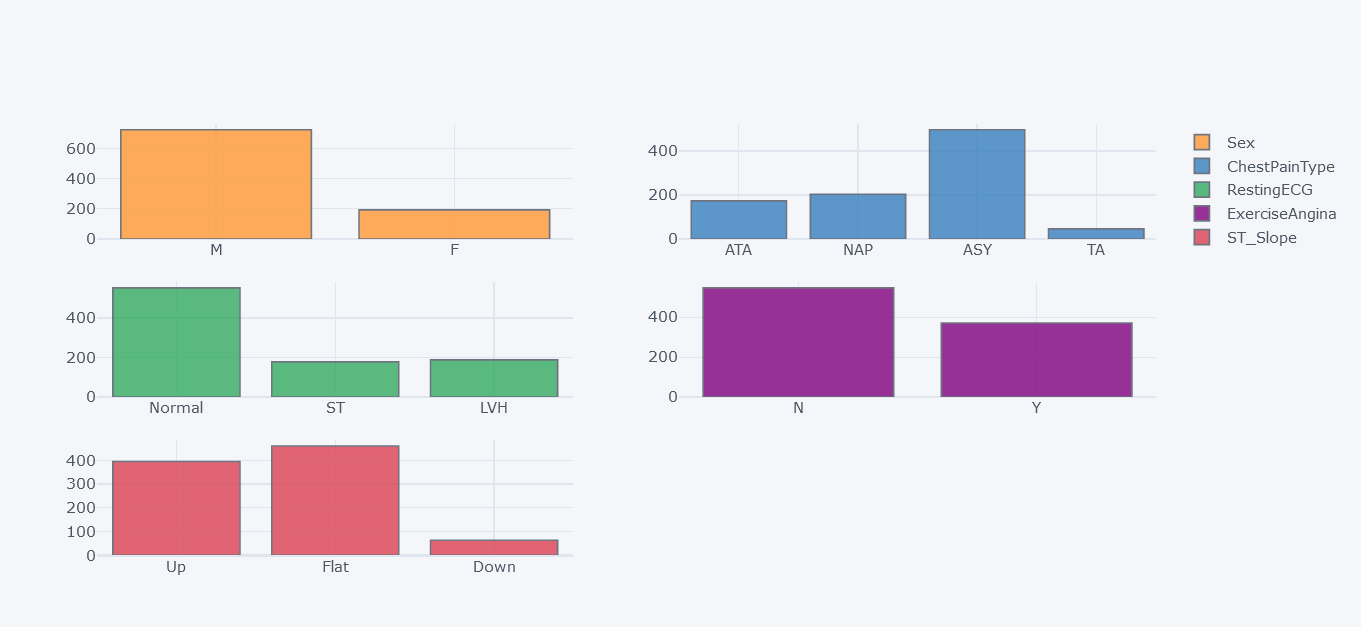 600
400
200
0
M F
400
200
0
ATA NAP ASY TA
Sex
ChestPainType
RestingECG
ExerciseAngina
ST_Slope
400
200
0
Normal ST LVH
400
200
0
N Y
400
300
200
100
0
Up Flat Down